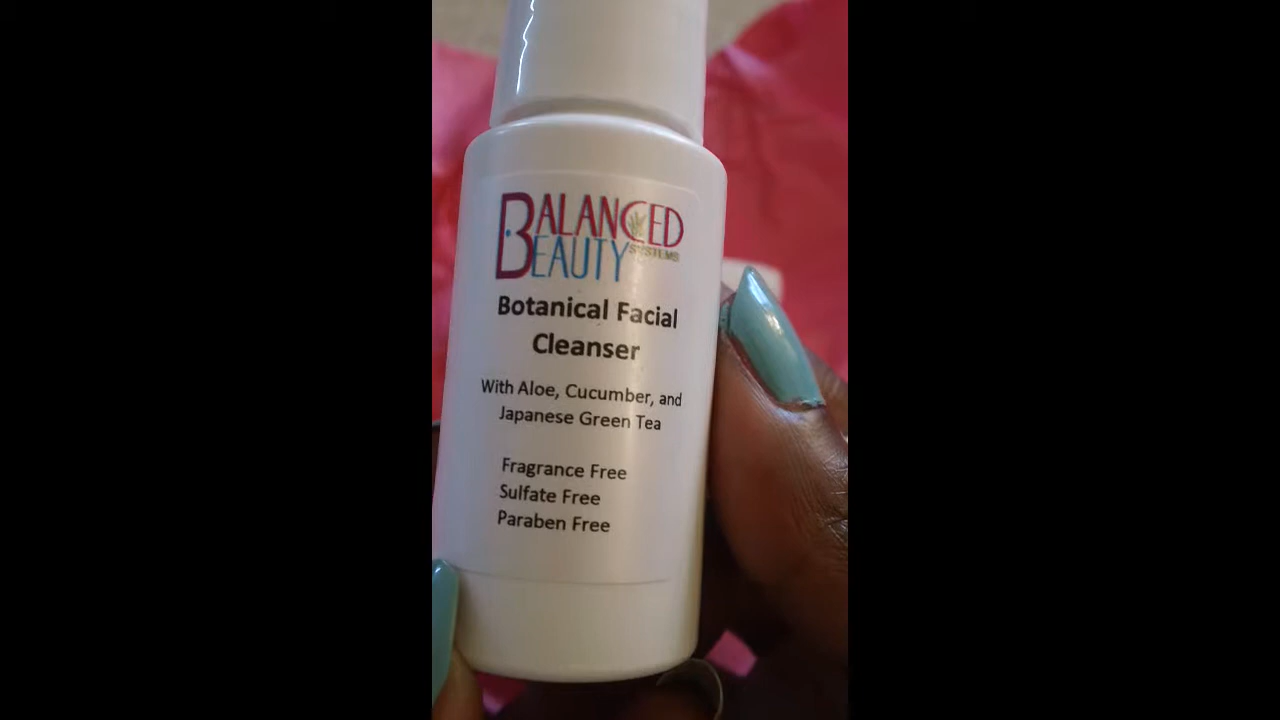 BALANCED
BEAUTY SYSTEMS
Botanical Facial
Cleanser
With Aloe, Cucumber, and
Japanese Green Tea
Fragrance Free
Sulfate Free
Paraben Free